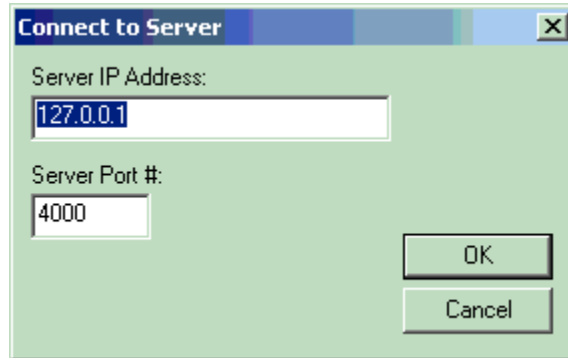 Connect to Server
Server IP Address:
127.0.0.1
Server Port #:
4000
OK
Cancel